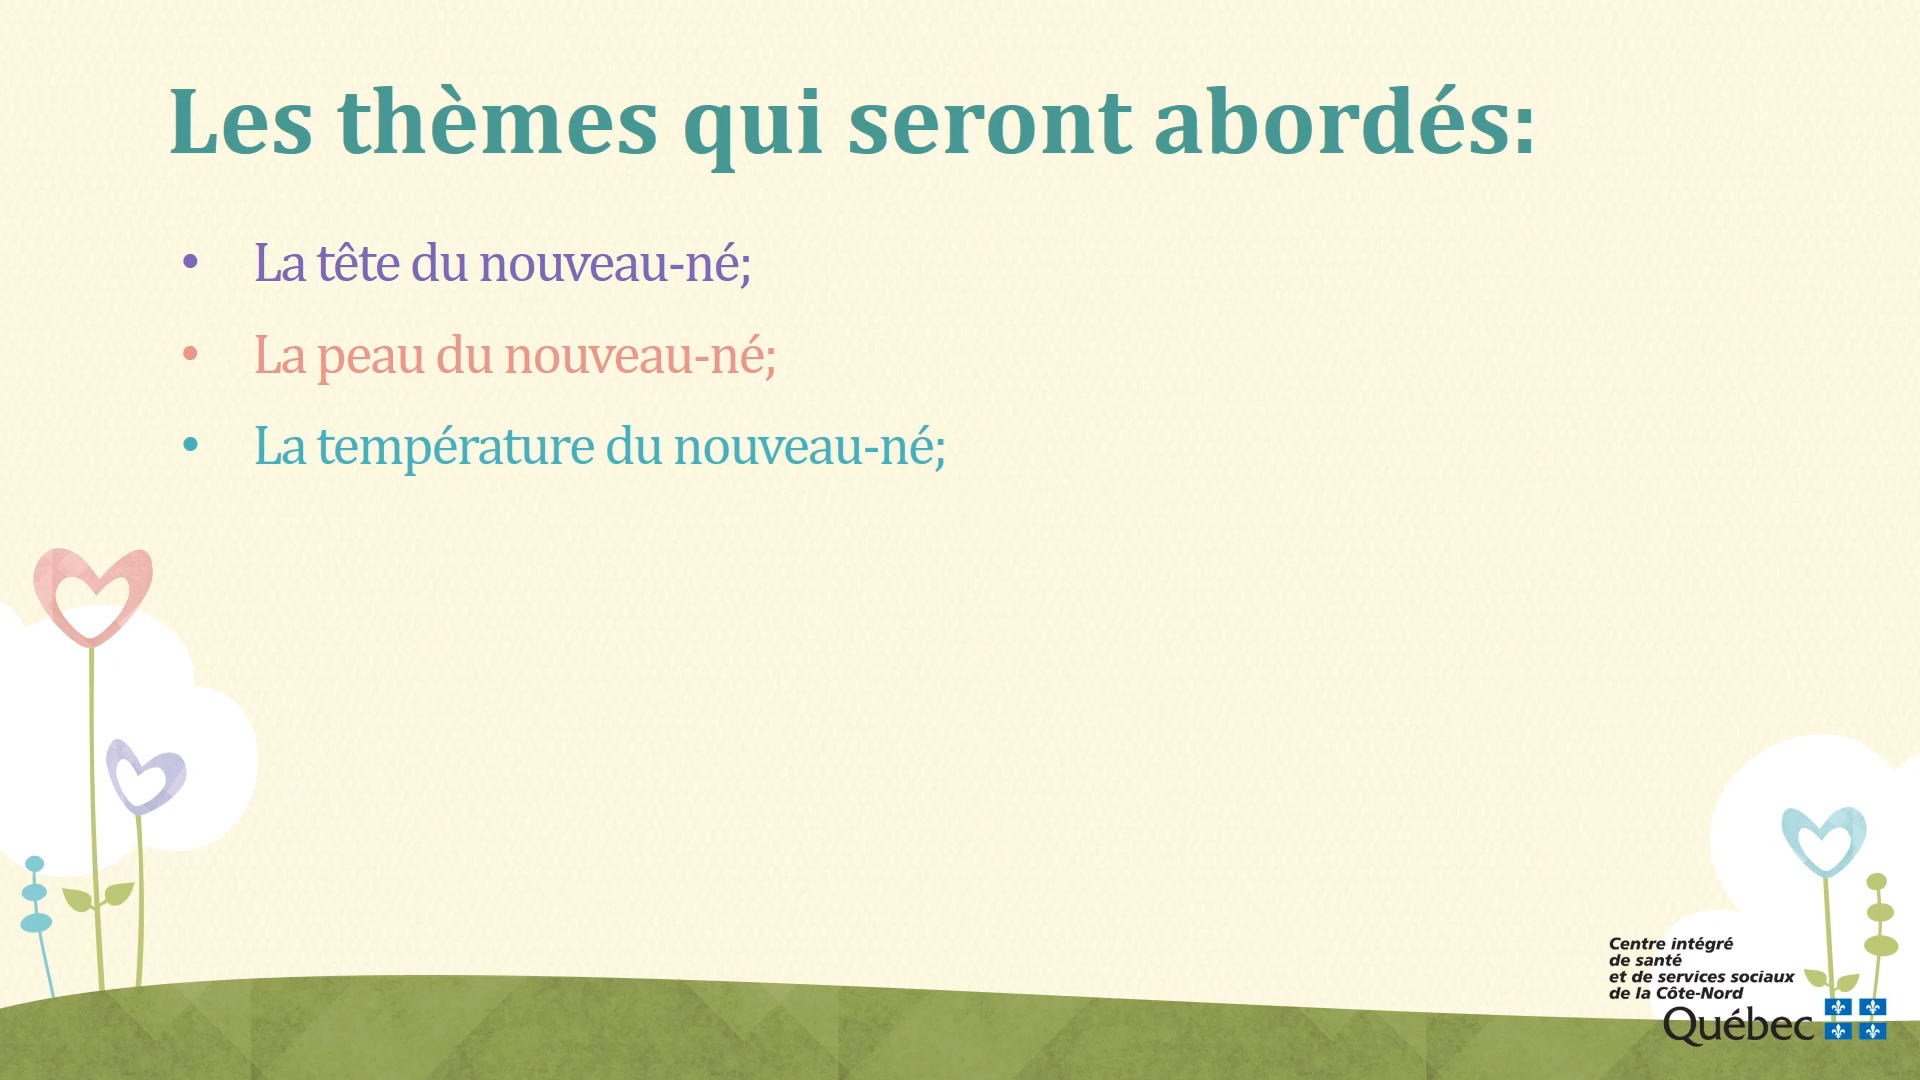 Les thèmes qui seront abordés:
• La tête du nouveau-né;
• La peau du nouveau-né;
• La température du nouveau-né;
Centre intégré
de santé
et de services sociaux
de la Côte-Nord
Québec